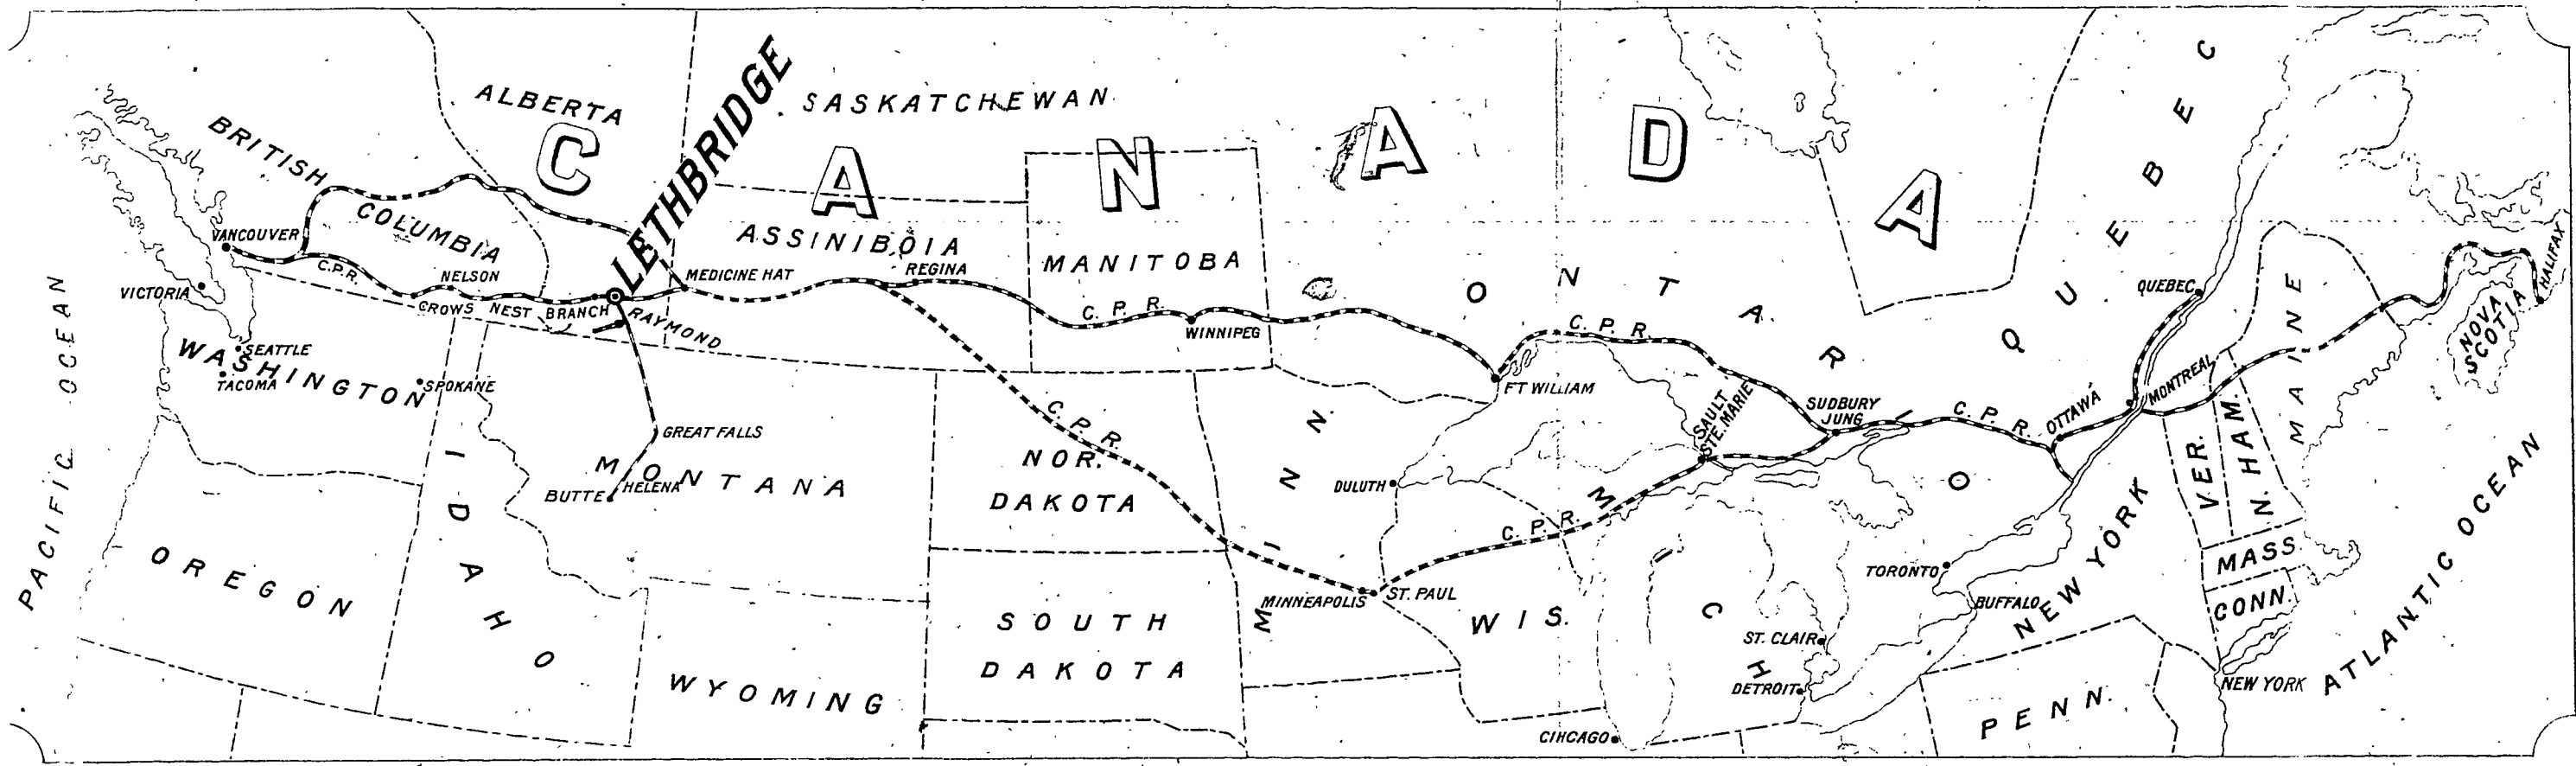 CANADA
ALBERTA
SASKATCHEWAN
BRITISH
COLUMBIA
LETHBRIDGE
ASSINIBOIA
MANITOBA
ONTARIO
QUEBEC
VANCOUVER
C.P.R.
NELSON
CROWS NEST BRANCH
RAYMOND
MEDICINE HAT
REGINA
C. P. R.
WINNIPEG
C. P. R.
FT WILLIAM
SUDBURY
JUNG
SAULT
STE. MARIE
C. P. R.
OTTAWA
MONTREAL
QUEBEC
HALIFAX
NOVA
SCOTIA
MAINE
VICTORIA
SEATTLE
WASHINGTON
TACOMA
SPOKANE
PACIFIC OCEAN
OREGON
IDAHO
GREAT FALLS
MONTANA
HELENA
BUTTE
WYOMING
C. P. R.
NOR.
DAKOTA
SOUTH
DAKOTA
MINN.
DULUTH
MINNEAPOLIS
ST. PAUL
C. P. R.
WIS.
MICH
CIHCAGO
ST. CLAIR
DETROIT
TORONTO
BUFFALO
NEW YORK
PENN.
VER.
N. HAM.
MASS.
CONN.
NEW YORK
ATLANTIC OCEAN